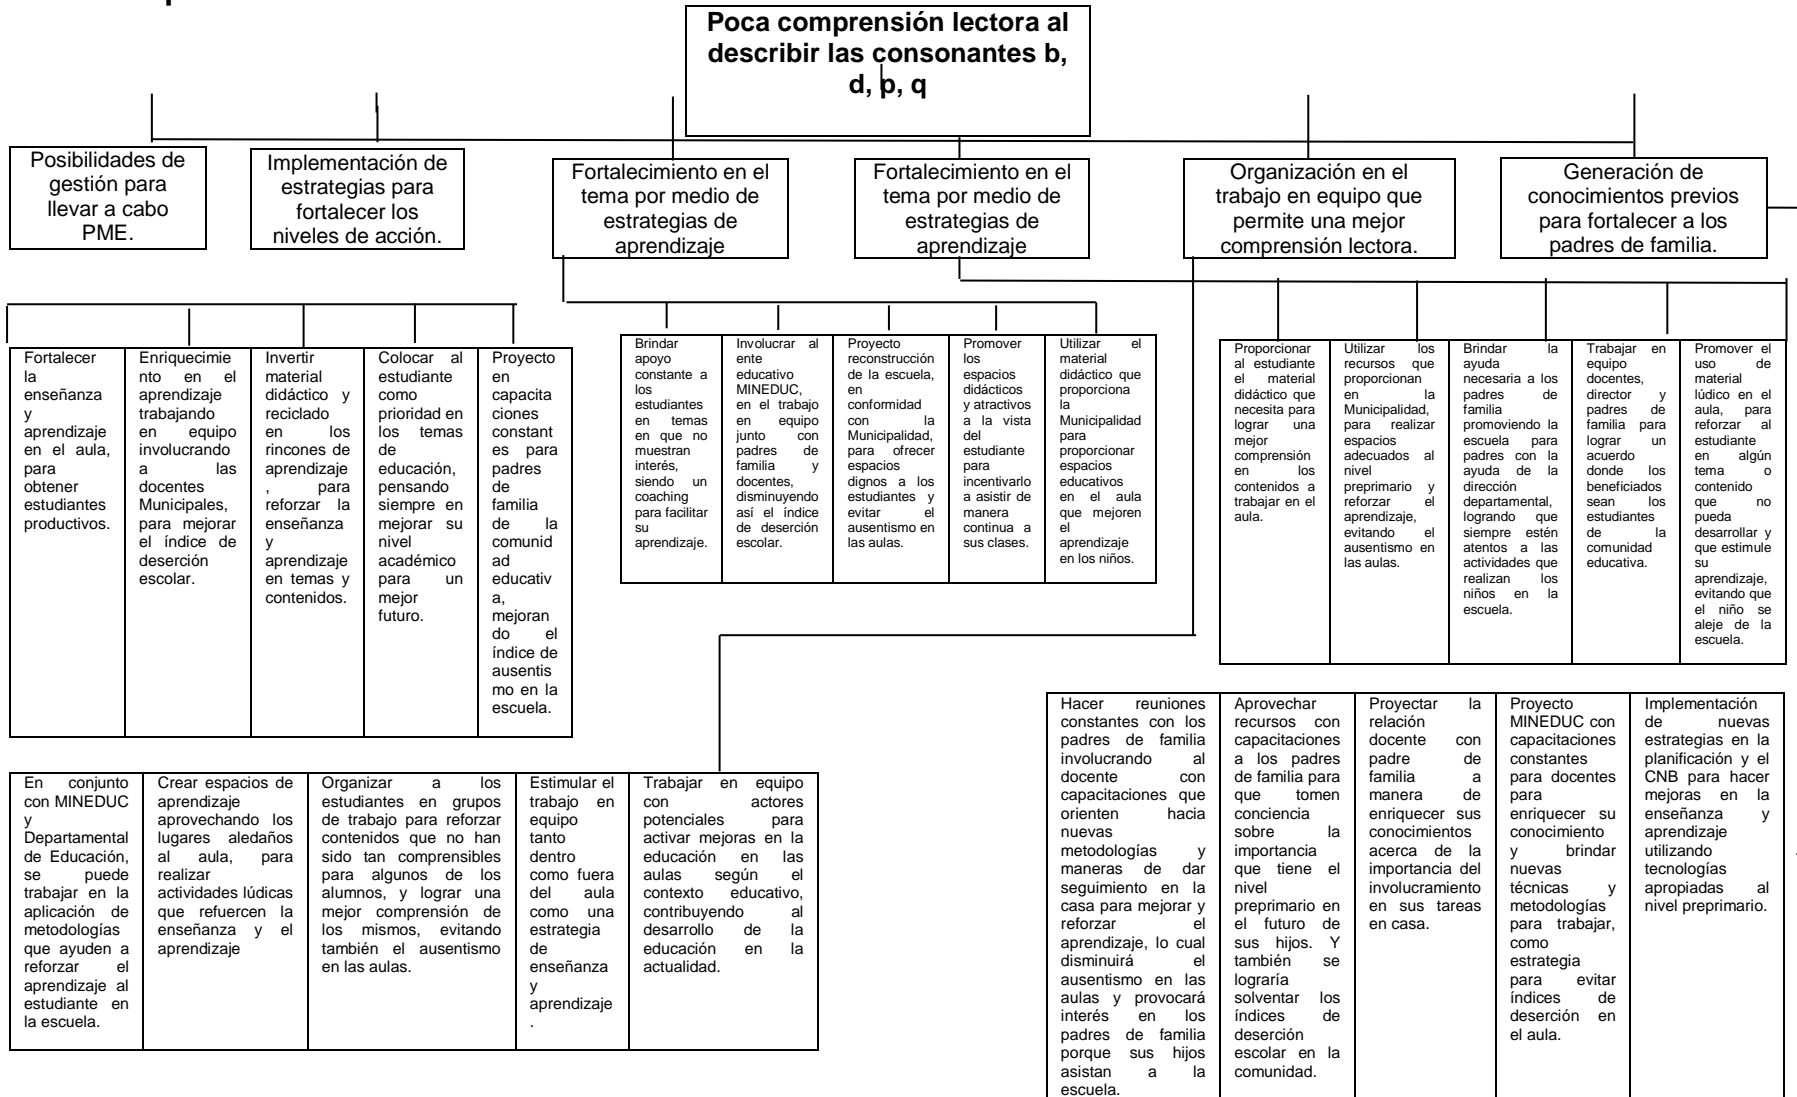 Poca comprensión lectora al
describir las consonantes b,
d, p, q
Posibilidades de
gestión para
llevar a cabo
PME.
Implementación de
estrategias para
fortalecer los
niveles de acción.
Fortalecimiento en el
tema por medio de
estrategias de
aprendizaje
Fortalecimiento en el
tema por medio de
estrategias de
aprendizaje
Organización en el
trabajo en equipo que
permite una mejor
comprensión lectora.
Generación de
conocimientos previos
para fortalecer a los
padres de familia.
Fortalecer
la
enseñanza
y
aprendizaje
en el aula,
para
obtener
estudiantes
productivos.
Enriquecimie
nto en el
aprendizaje
trabajando
en equipo
involucrando
a las
docentes
Municipales,
para mejorar
el índice de
deserción
escolar.
Invertir
material
didáctico y
reciclado
en los
rincones de
aprendizaje
, para
reforzar la
enseñanza
y
aprendizaje
en temas y
contenidos.
Colocar al
estudiante
como
prioridad en
los temas
de
educación,
pensando
siempre en
mejorar su
nivel
académico
para un
mejor
futuro.
Proyecto
en
capacita
ciones
constant
es para
padres
de
familia
de la
comunid
ad
educativ
a,
mejoran
do el
índice de
ausentis
mo en la
escuela.
Brindar
apoyo
constante a
los
estudiantes
en temas
en que no
muestran
interés,
siendo un
coaching
para facilitar
su
aprendizaje.
Involucrar al
ente
educativo
MINEDUC,
en el trabajo
en equipo
junto con
padres de
familia y
docentes,
disminuyendo
así el índice
de deserción
escolar.
Proyecto
reconstrucción
de la escuela,
en
conformidad
con la
Municipalidad,
para ofrecer
espacios
dignos a los
estudiantes y
evitar el
ausentismo en
las aulas.
Promover
los
espacios
didácticos
y atractivos
a la vista
del
estudiante
para
incentivarlo
a asistir de
manera
continua a
sus clases.
Utilizar el
material
didáctico que
proporciona
la
Municipalidad
para
proporcionar
espacios
educativos
en el aula
que mejoren
el
aprendizaje
en los niños.
Proporcionar
al estudiante
el material
didáctico que
necesita para
lograr una
mejor
comprensión
en los
contenidos a
trabajar en el
aula.
Utilizar los
recursos que
proporcionan
en la
Municipalidad,
para realizar
espacios
adecuados al
nivel
preprimario y
reforzar el
aprendizaje,
evitando el
ausentismo en
las aulas.
Brindar la
ayuda
necesaria a los
padres de
familia
promoviendo la
escuela para
padres con la
ayuda de la
dirección
departamental,
logrando que
siempre estén
atentos a las
actividades que
realizan los
niños en la
escuela.
Trabajar en
equipo
docentes,
director y
padres de
familia para
lograr un
acuerdo
donde los
beneficiados
sean los
estudiantes
de la
comunidad
educativa.
Promover el
uso de
material
lúdico en el
aula, para
reforzar al
estudiante
en algún
tema o
contenido
que no
pueda
desarrollar y
que estimule
su
aprendizaje,
evitando que
el niño se
aleje de la
escuela.
En conjunto
con MINEDUC
y
Departamental
de Educación,
se puede
trabajar en la
aplicación de
metodologías
que ayuden a
reforzar el
aprendizaje al
estudiante en
la escuela.
Crear espacios de
aprendizaje
aprovechando los
lugares aledaños
al aula, para
realizar
actividades lúdicas
que refuercen la
enseñanza y el
aprendizaje
Organizar a los
estudiantes en grupos
de trabajo para reforzar
contenidos que no han
sido tan comprensibles
para algunos de los
alumnos, y lograr una
mejor comprensión de
los mismos, evitando
también el ausentismo
en las aulas.
Estimular el
trabajo en
equipo
tanto
dentro
como fuera
del aula
como una
estrategia
de
enseñanza
y
aprendizaje
.
Trabajar en equipo
con actores
potenciales para
activar mejoras en la
educación en las
aulas según el
contexto educativo,
contribuyendo al
desarrollo de la
educación en la
actualidad.
Hacer reuniones
constantes con los
padres de familia
involucrando al
docente con
capacitaciones que
orienten hacia
nuevas
metodologías y
maneras de dar
seguimiento en la
casa para mejorar y
reforzar el
aprendizaje, lo cual
disminuirá el
ausentismo en las
aulas y provocará
interés en los
padres de familia
porque sus hijos
asistan a la
escuela.
Aprovechar
recursos con
capacitaciones
a los padres
de familia para
que tomen
conciencia
sobre la
importancia
que tiene el
nivel
preprimario en
el futuro de
sus hijos. Y
también se
lograría
solventar los
índices de
deserción
escolar en la
comunidad.
Proyectar la
relación
docente con
padre de
familia a
manera de
enriquecer sus
conocimientos
acerca de la
importancia del
involucramiento
en sus tareas
en casa.
Proyecto
MINEDUC con
capacitaciones
constantes
para docentes
para
enriquecer su
conocimiento
y brindar
nuevas
técnicas y
metodologías
para trabajar,
como
estrategia
para evitar
índices de
deserción en
el aula.
Implementación
de nuevas
estrategias en la
planificación y el
CNB para hacer
mejoras en la
enseñanza y
aprendizaje
utilizando
tecnologías
apropiadas al
nivel preprimario.